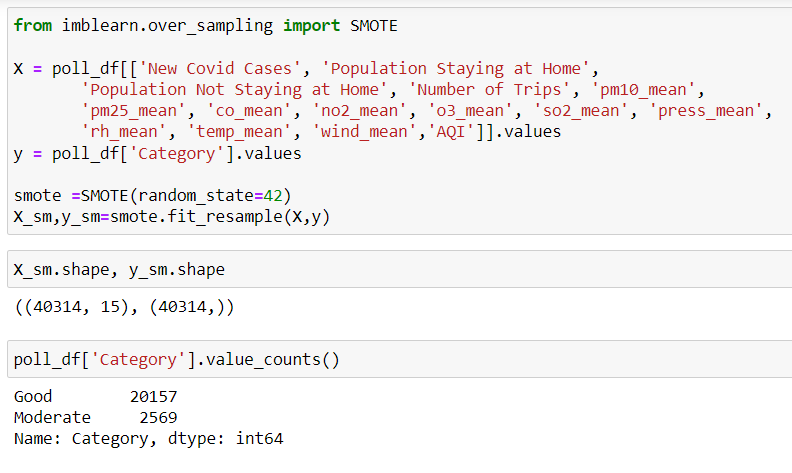 from imblearn.over_sampling import SMOTE
X = poll_df[['New Covid Cases', 'Population Staying at Home',
'Population Not Staying at Home', 'Number of Trips', 'pm10_mean',
'pm25_mean', 'co_mean', 'no2_mean', 'o3_mean', 'so2_mean', 'press_mean',
'rh_mean', 'temp_mean', 'wind_mean','AQI']].values
y = poll_df['Category'].values
smote =SMOTE(random_state=42)
X_sm,y_sm=smote.fit_resample(X,y)
X_sm.shape, y_sm.shape
((40314, 15), (40314,))
poll_df['Category'].value_counts()
Good 20157
Moderate 2569
Name: Category, dtype: int64